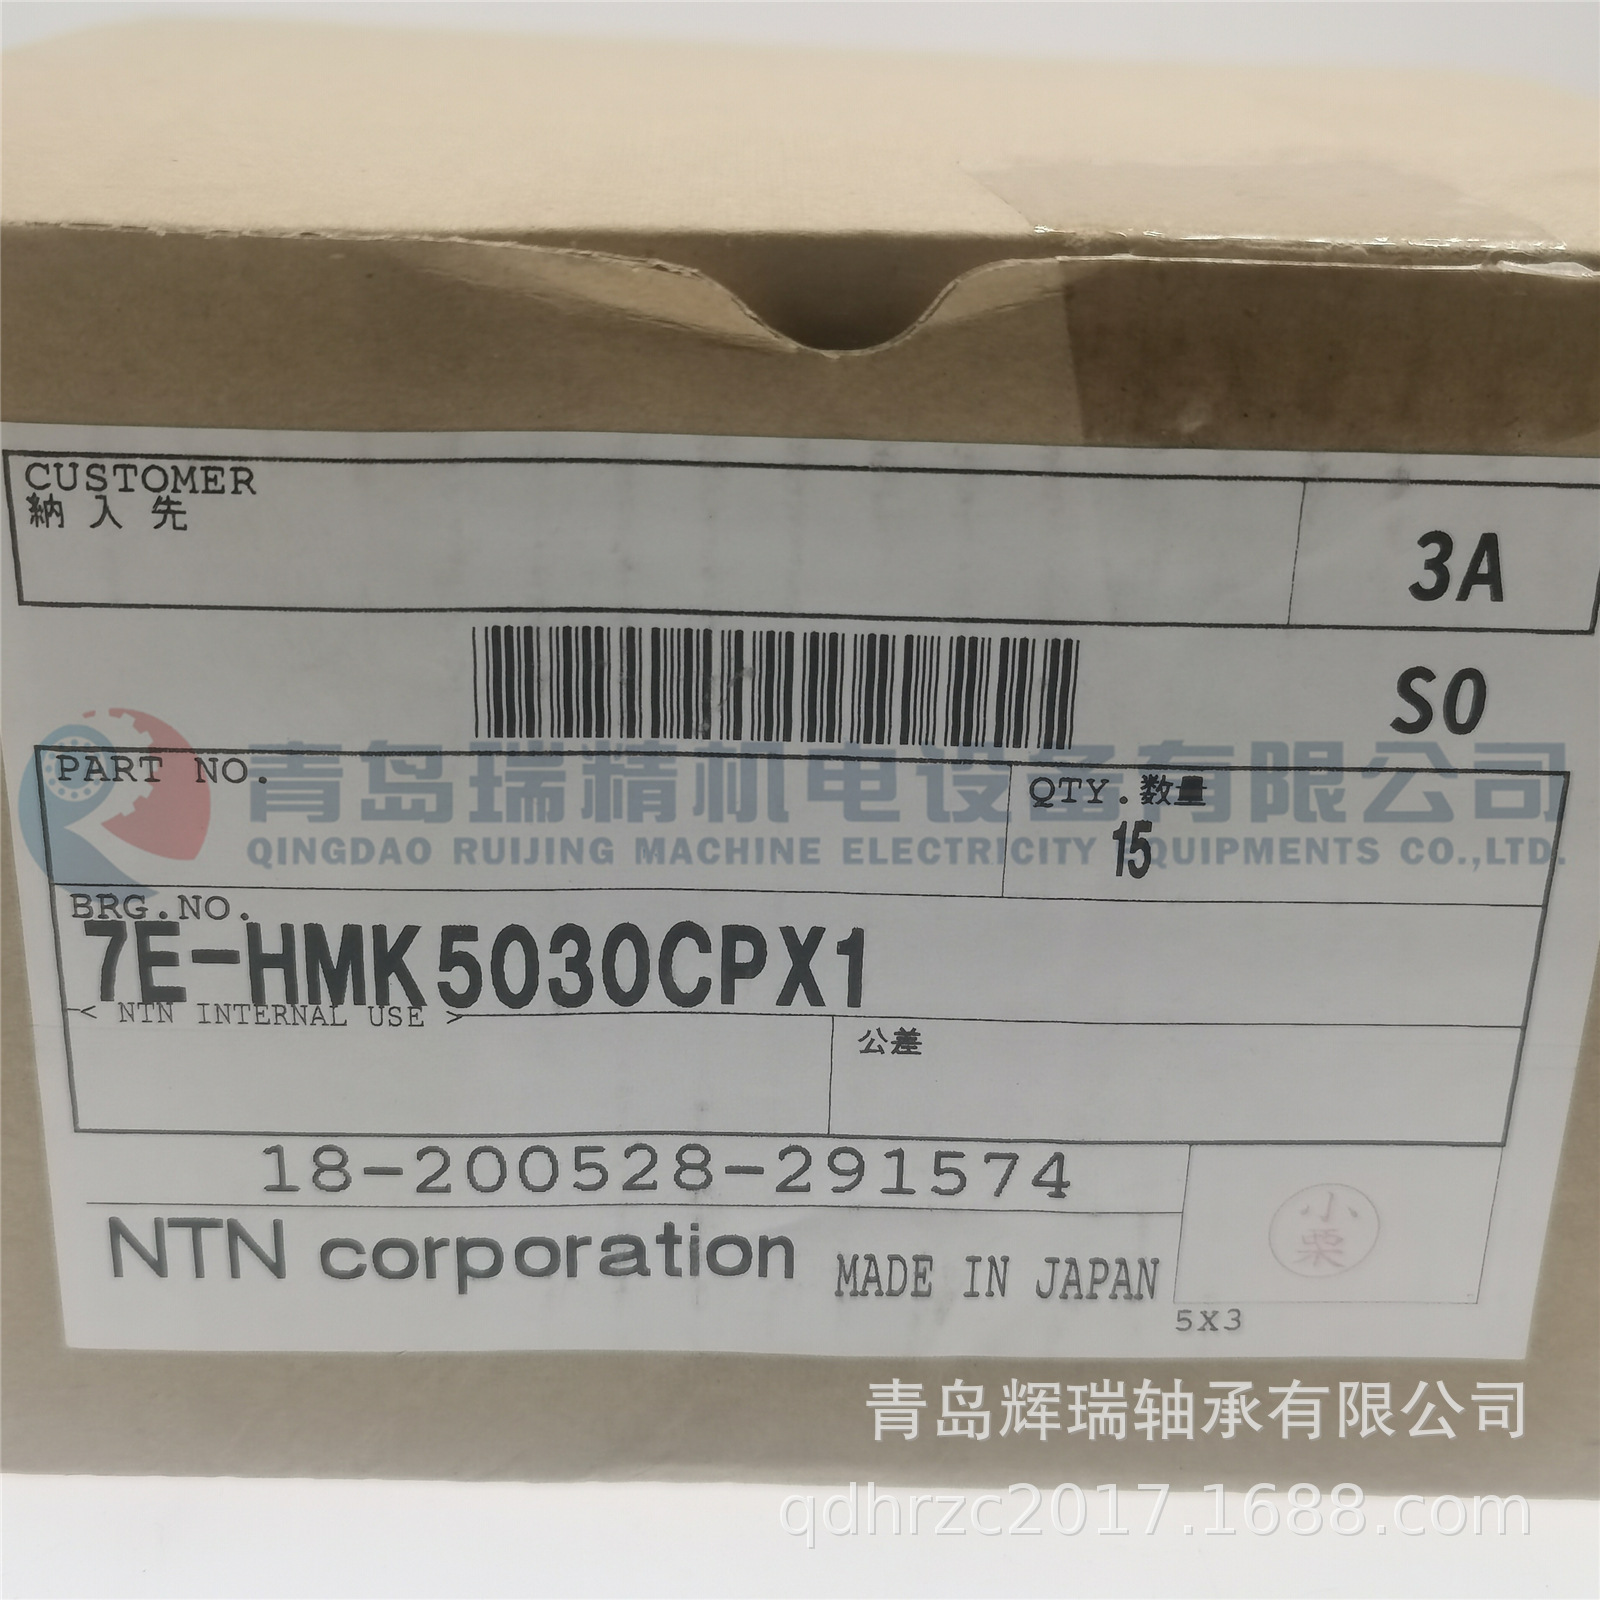 CUSTOMER
納入先
3A
S0
PART NO.
QTY.数量
15
青岛瑞精机电设备有限公司
QINGDAO RUIJING MACHINE ELECTRICITY EQUIPMENTS CO.,LTD.
BRG.NO.
7E-HMK5030CPX1
< NTN INTERNAL USE >
公差
18-200528-291574
NTN corporation
MADE IN JAPAN
小
栗
5X3
青岛辉瑞轴承有限公司
qdhrzc2017.1688.com